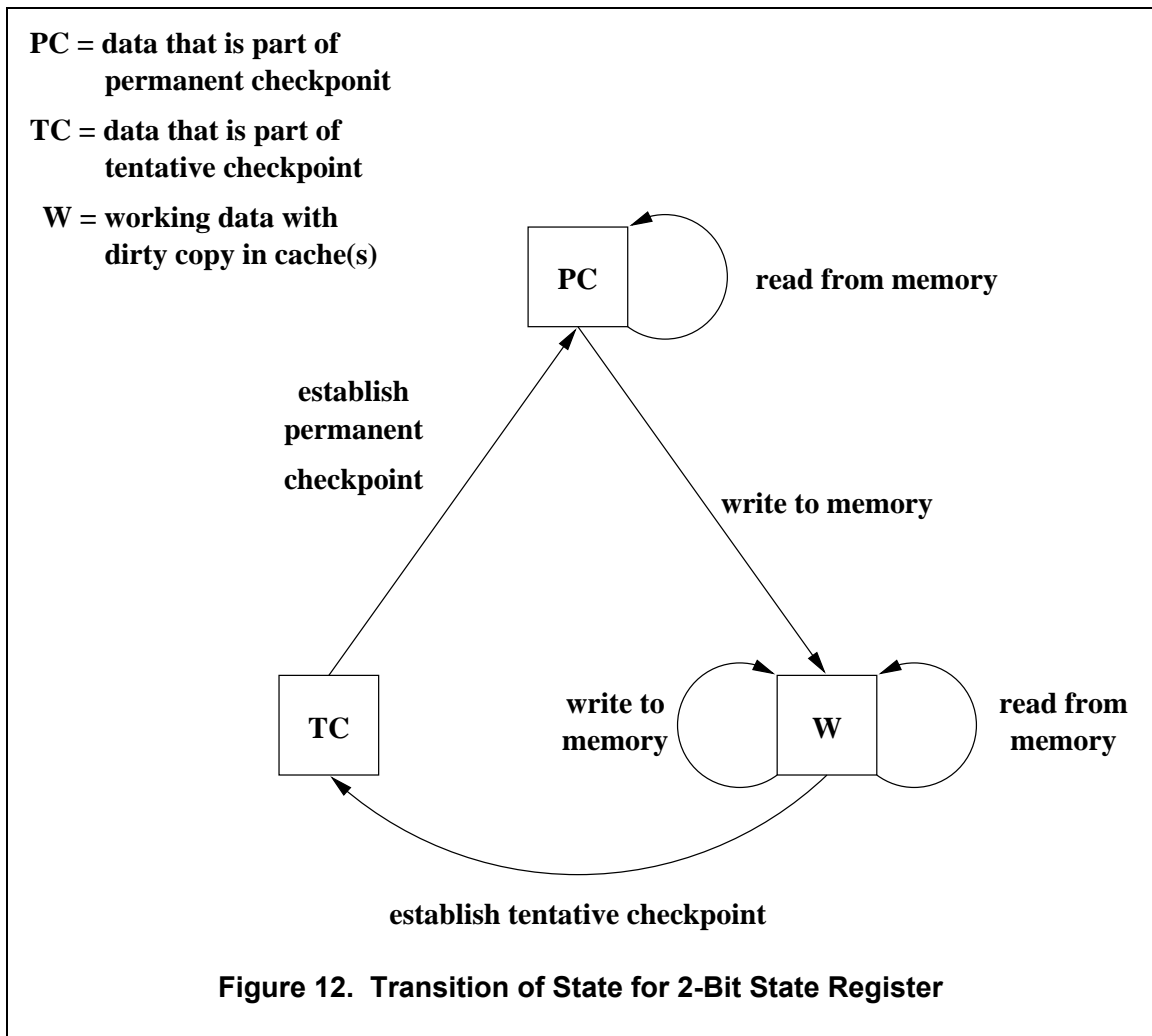 PC = data that is part of
permanent checkponit
TC = data that is part of
tentative checkpoint
W = working data with
dirty copy in cache(s)
PC
read from memory
establish
permanent
checkpoint
write to memory
TC
write to
memory
W
read from
memory
establish tentative checkpoint
Figure 12. Transition of State for 2-Bit State Register